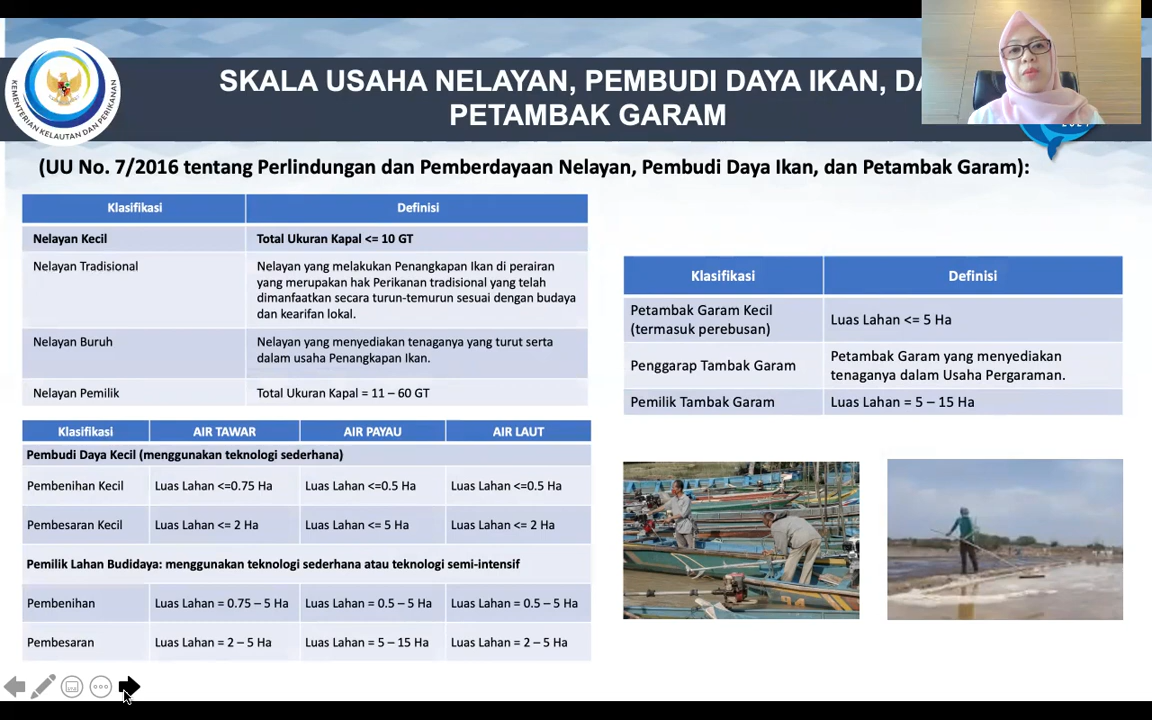 KEMENTERIAN KELAUTAN DAN PERIKANAN
SKALA USAHA NELAYAN, PEMBUDI DAYA IKAN, DA
PETAMBAK GARAM
(UU No. 7/2016 tentang Perlindungan dan Pemberdayaan Nelayan, Pembudi Daya Ikan, dan Petambak Garam):
Klasifikasi Definisi
Nelayan Kecil Total Ukuran Kapal <= 10 GT
Nelayan Tradisional Nelayan yang melakukan Penangkapan Ikan di perairan
yang merupakan hak Perikanan tradisional yang telah
dimanfaatkan secara turun-temurun sesuai dengan budaya
dan kearifan lokal.
Nelayan Buruh Nelayan yang menyediakan tenaganya yang turut serta
dalam usaha Penangkapan Ikan.
Nelayan Pemilik Total Ukuran Kapal = 11 – 60 GT
Klasifikasi AIR TAWAR AIR PAYAU AIR LAUT
Pembudi Daya Kecil (menggunakan teknologi sederhana)
Pembenihan Kecil Luas Lahan <=0.75 Ha Luas Lahan <=0.5 Ha Luas Lahan <=0.5 Ha
Pembesaran Kecil Luas Lahan <= 2 Ha Luas Lahan <= 5 Ha Luas Lahan <= 2 Ha
Pemilik Lahan Budidaya: menggunakan teknologi sederhana atau teknologi semi-intensif
Pembenihan Luas Lahan = 0.75 – 5 Ha Luas Lahan = 0.5 – 5 Ha Luas Lahan = 0.5 – 5 Ha
Pembesaran Luas Lahan = 2 – 5 Ha Luas Lahan = 5 – 15 Ha Luas Lahan = 2 – 5 Ha
Klasifikasi Definisi
Petambak Garam Kecil
(termasuk perebusan) Luas Lahan <= 5 Ha
Penggarap Tambak Garam Petambak Garam yang menyediakan
tenaganya dalam Usaha Pergaraman.
Pemilik Tambak Garam Luas Lahan = 5 – 15 Ha